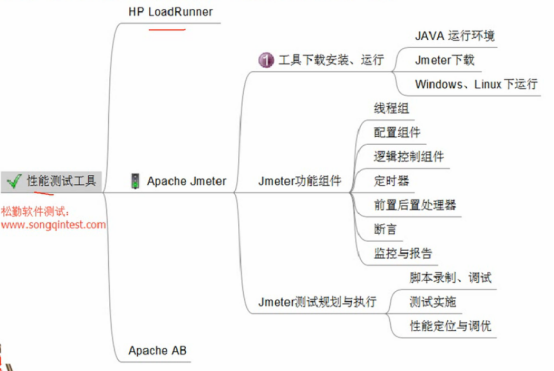 HP LoadRunner
1 工具下载安装、运行
JAVA 运行环境
Jmeter下载
Windows、Linux 下运行
性能测试工具
松勤软件测试:
www.songqintest.com
Apache Jmeter
Jmeter功能组件
线程组
配置组件
逻辑控制组件
定时器
前置后置处理器
断言
监控与报告
Jmeter测试规划与执行
脚本录制、调试
测试实施
性能定位与调优
Apache AB